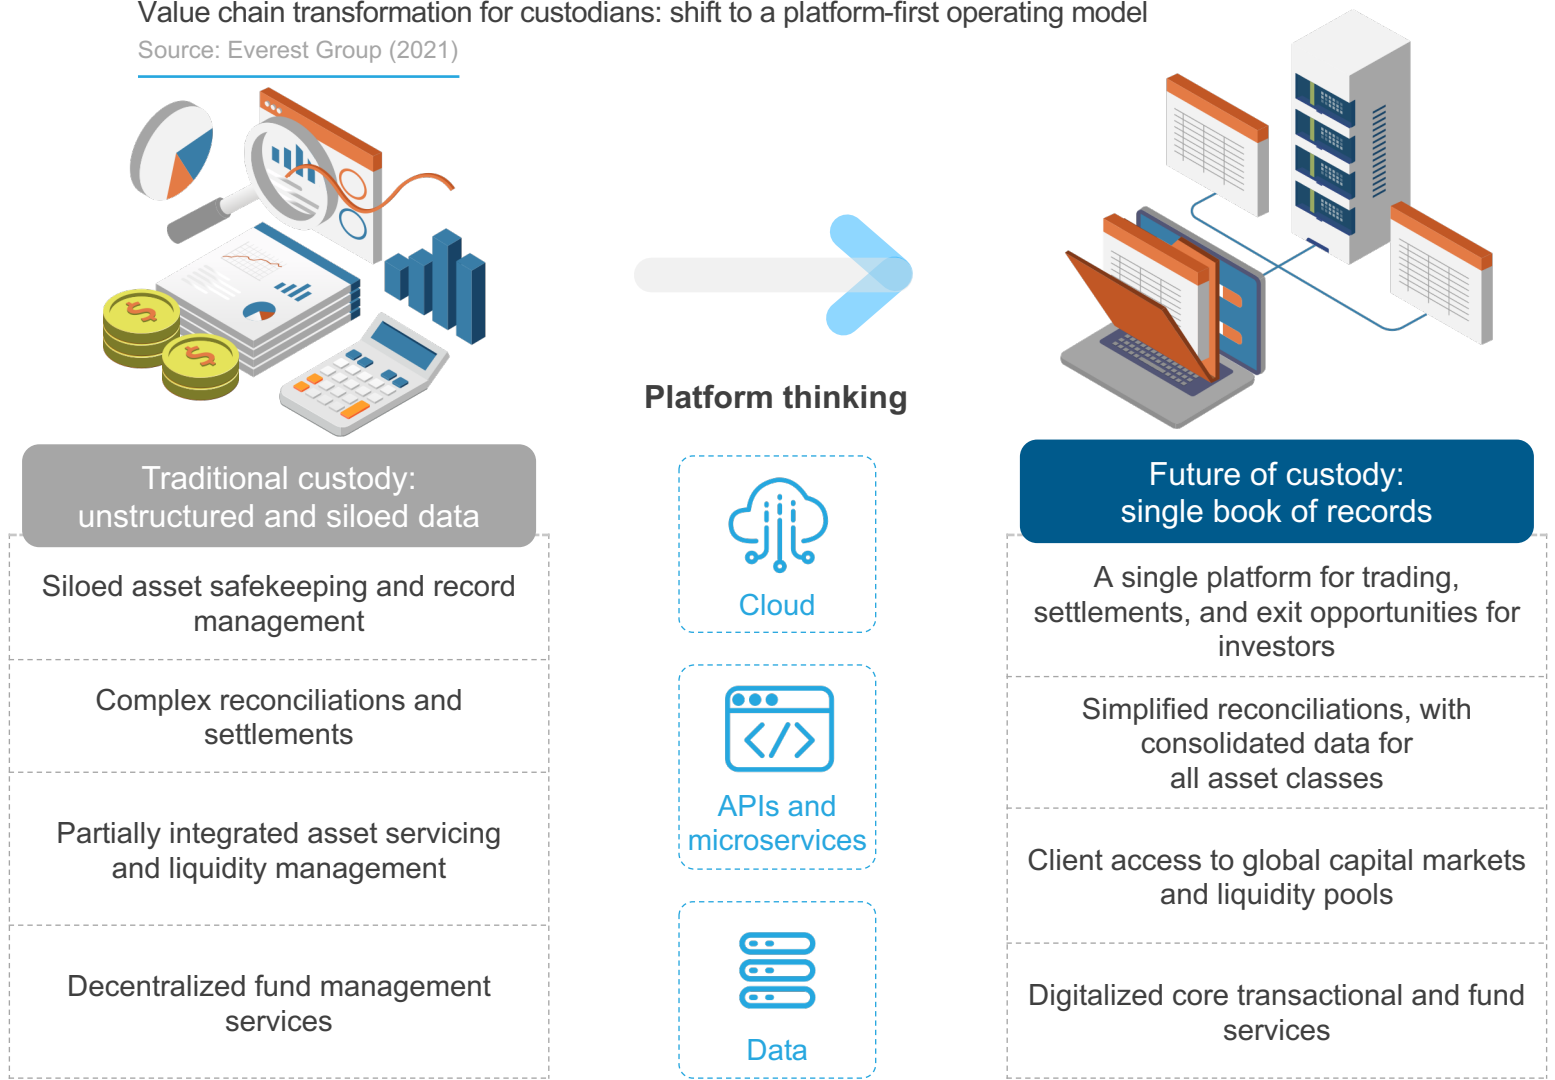 Value chain transformation for custodians: shift to a platform-first operating model
Source: Everest Group (2021)
$
$
Platform thinking
Traditional custody:
unstructured and siloed data
Siloed asset safekeeping and record
management
Complex reconciliations and
settlements
Partially integrated asset servicing
and liquidity management
Decentralized fund management
services
Cloud
</>
APIs and
microservices
Data
Future of custody:
single book of records
A single platform for trading,
settlements, and exit opportunities for
investors
Simplified reconciliations, with
consolidated data for
all asset classes
Client access to global capital markets
and liquidity pools
Digitalized core transactional and fund
services